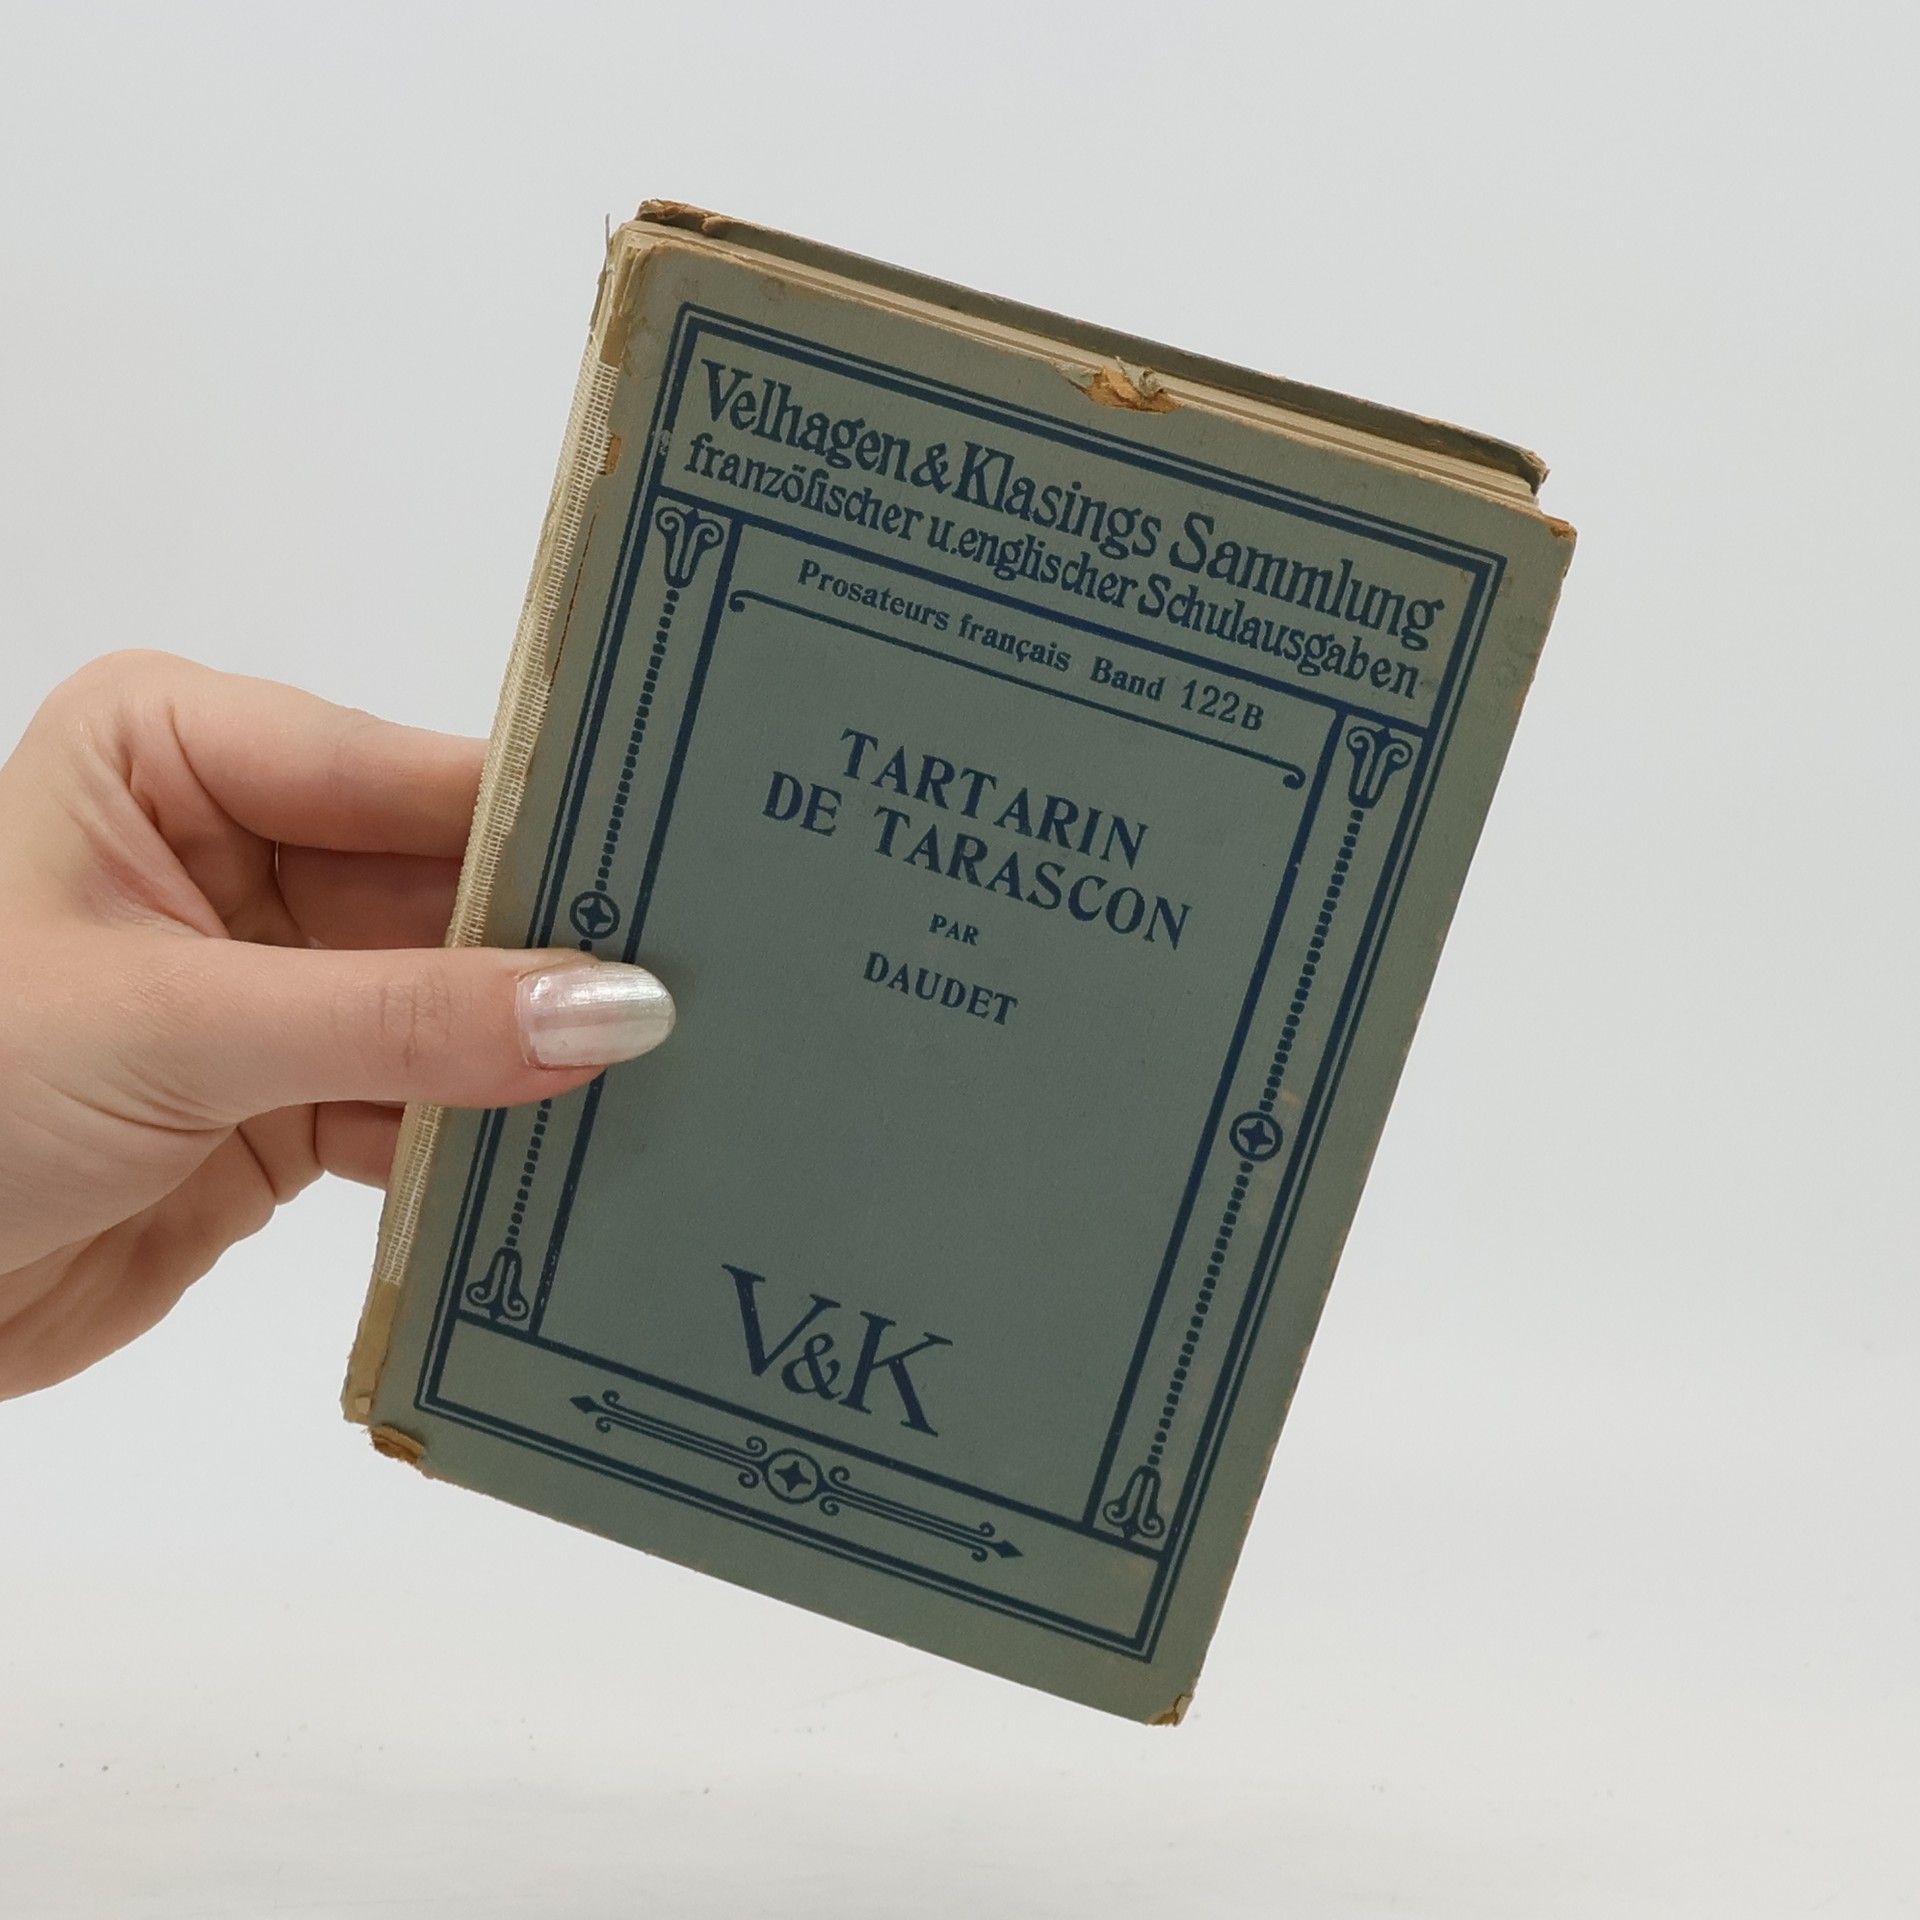 Velhagen & Klasings Sammlung
franzöſischer u. englischer Schulausgaben
Prosateurs français Band 122B
TARTARIN
DE TARASCON
PAR
DAUDET
V&K